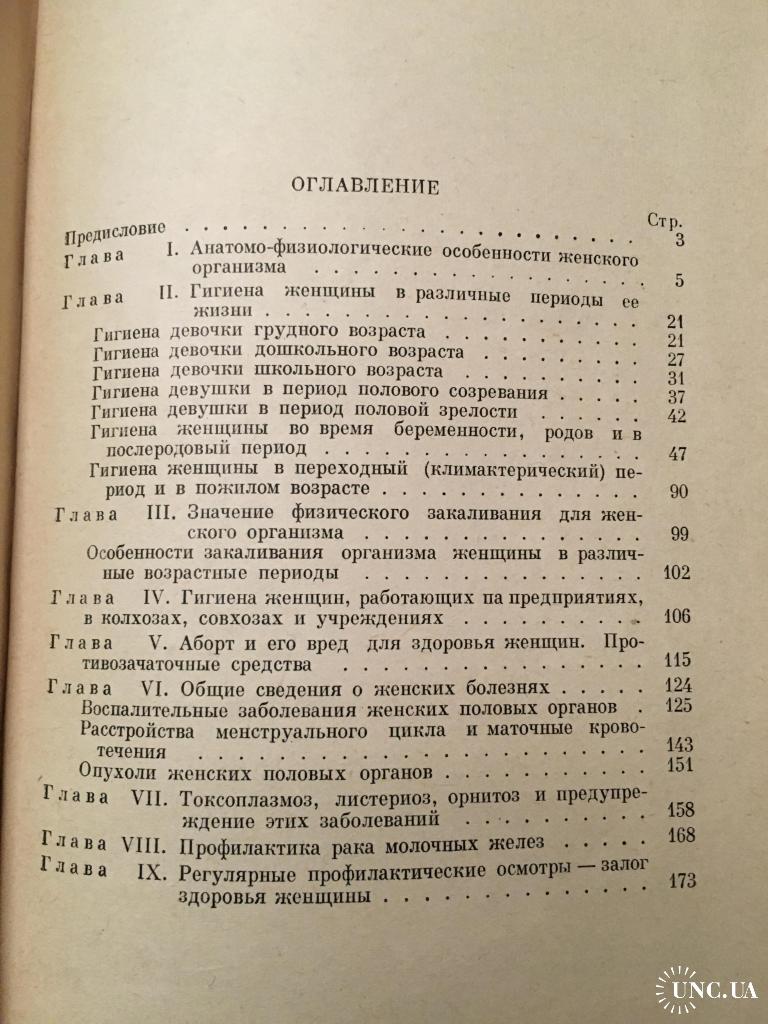 ОГЛАВЛЕНИЕ
Стр.
Предисловие . . . . . . . . . . . . . . . . . . . . . . 3
Глава I. Анатомо-физиологические особенности женского
организма . . . . . . . . . . . . . . . . . 5
Глава II. Гигиена женщины в различные периоды ее
жизни . . . . . . . . . . . . . . . . . . . 21
Гигиена девочки грудного возраста . . . . . . . . . . 21
Гигиена девочки дошкольного возраста . . . . . . . . 27
Гигиена девочки школьного возраста . . . . . . . . . 31
Гигиена девушки в период полового созревания . . . . . 37
Гигиена девушки в период половой зрелости . . . . . . 42
Гигиена женщины во время беременности, родов и в
послеродовый период . . . . . . . . . . . . . . . . 47
Гигиена женщины в переходный (климактерический) пе-
риод и в пожилом возрасте . . . . . . . . . . . . . . 90
Глава III. Значение физического закаливания для жен-
ского организма . . . . . . . . . . . . . . 99
Особенности закаливания организма женщины в различ-
ные возрастные периоды . . . . . . . . . . . . . . 102
Глава IV. Гигиена женщин, работающих на предприятиях,
в колхозах, совхозах и учреждениях . . . . . . . . . . 106
Глава V. Аборт и его вред для здоровья женщин. Про-
тивозачаточные средства . . . . . . . . . . . . . . . 115
Глава VI. Общие сведения о женских болезнях . . . . . 124
Воспалительные заболевания женских половых органов . 125
Расстройства менструального цикла и маточные крово-
течения . . . . . . . . . . . . . . . . . . . . . . 143
Опухоли женских половых органов . . . . . . . . . . . 151
Глава VII. Токсоплазмоз, листериоз, орнитоз и предупре-
ждение этих заболеваний . . . . . . . . . 158
Глава VIII. Профилактика рака молочных желез . . . . . 168
Глава IX. Регулярные профилактические осмотры — залог
здоровья женщины . . . . . . . . . . . . . 173
UNC.UA